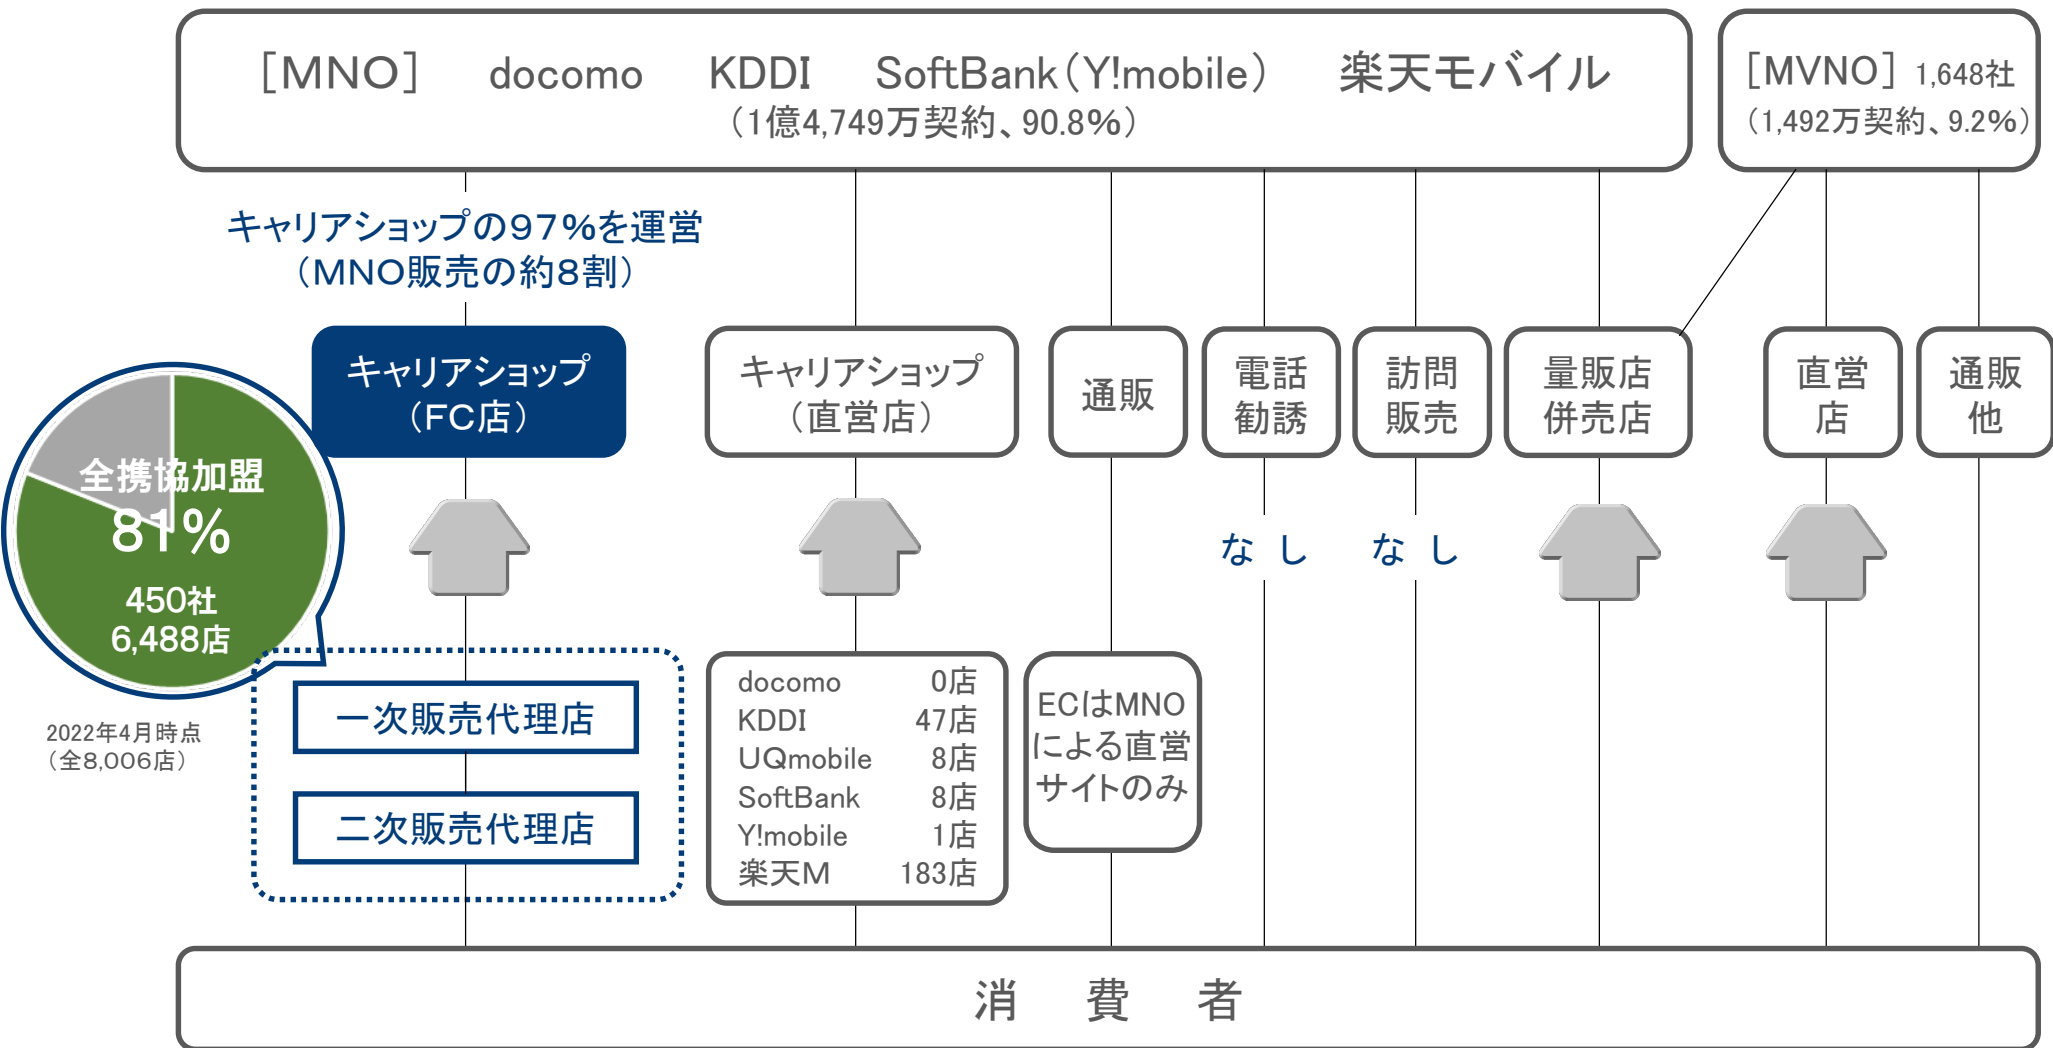 ［MNO］ docomo KDDI SoftBank（Y!mobile） 楽天モバイル
（1億4,749万契約、90.8％）
［MVNO］ 1,648社
（1,492万契約、9.2％）
キャリアショップの97％を運営
（MNO販売の約8割）
キャリアショップ
（FC店）
キャリアショップ
（直営店）
通販
電話
勧誘
訪問
販売
量販店
併売店
直営
店
通販
他
全携協加盟
81％
450社
6,488店
2022年4月時点
（全8,006店）
なし
なし
一次販売代理店
二次販売代理店
docomo 0店
KDDI 47店
UQmobile 8店
SoftBank 8店
Y!mobile 1店
楽天M 183店
ECはMNO
による直営
サイトのみ
消費者